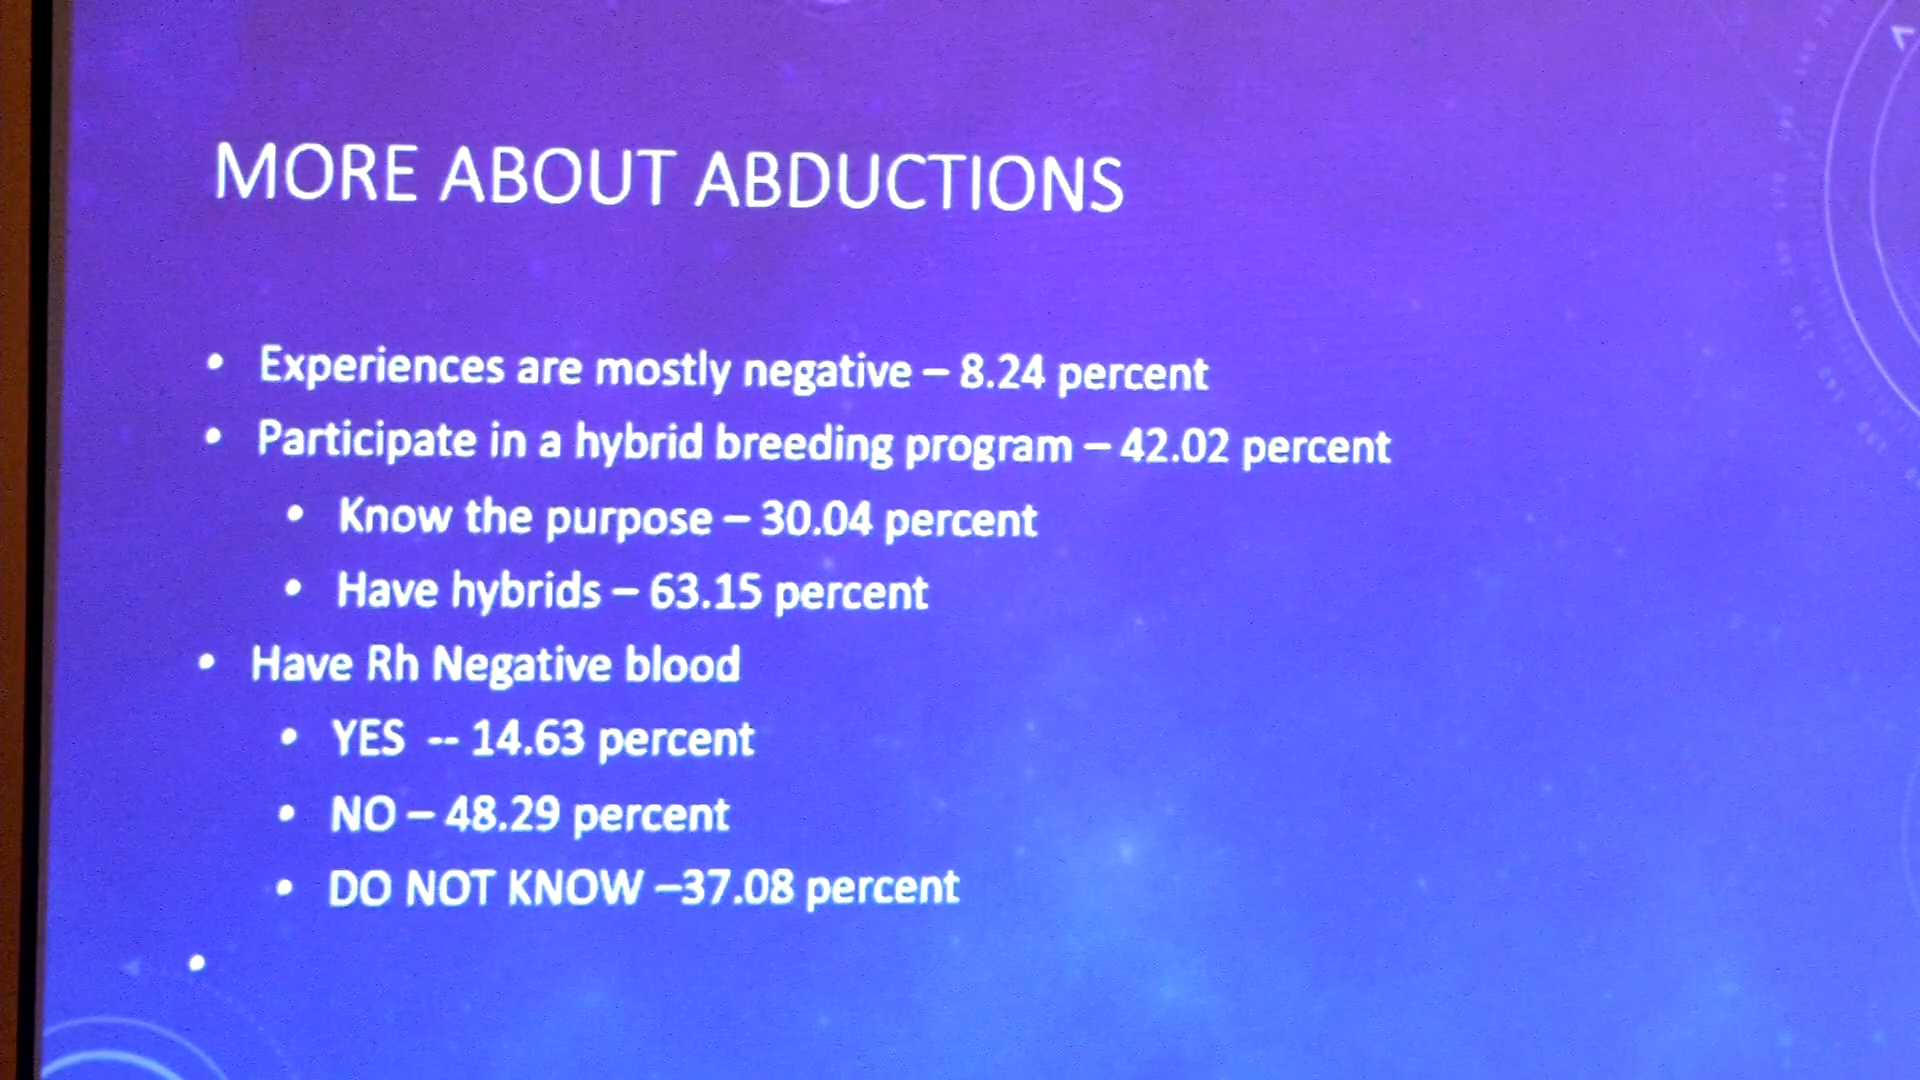 MORE ABOUT ABDUCTIONS
• Experiences are mostly negative – 8.24 percent
• Participate in a hybrid breeding program – 42.02 percent
• Know the purpose – 30.04 percent
• Have hybrids – 63.15 percent
• Have Rh Negative blood
• YES -- 14.63 percent
• NO – 48.29 percent
• DO NOT KNOW –37.08 percent
•